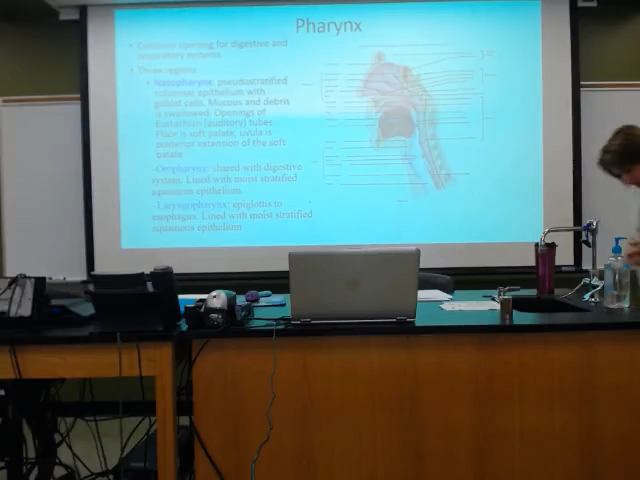 Pharynx
• Common opening for digestive and
respiratory systems
• Three regions
• Nasopharynx: pseudostratified
columnar epithelium with
goblet cells. Mucous and debris
is swallowed. Openings of
Eustachian (auditory) tubes
Floor is soft palate, uvula is
posterior extension of the soft
palate.
-Oropharynx: shared with digestive
system. Lined with moist stratified
squamous epithelium.
-Laryngopharynx: epiglottis to
esophagus. Lined with moist stratified
squamous epithelium